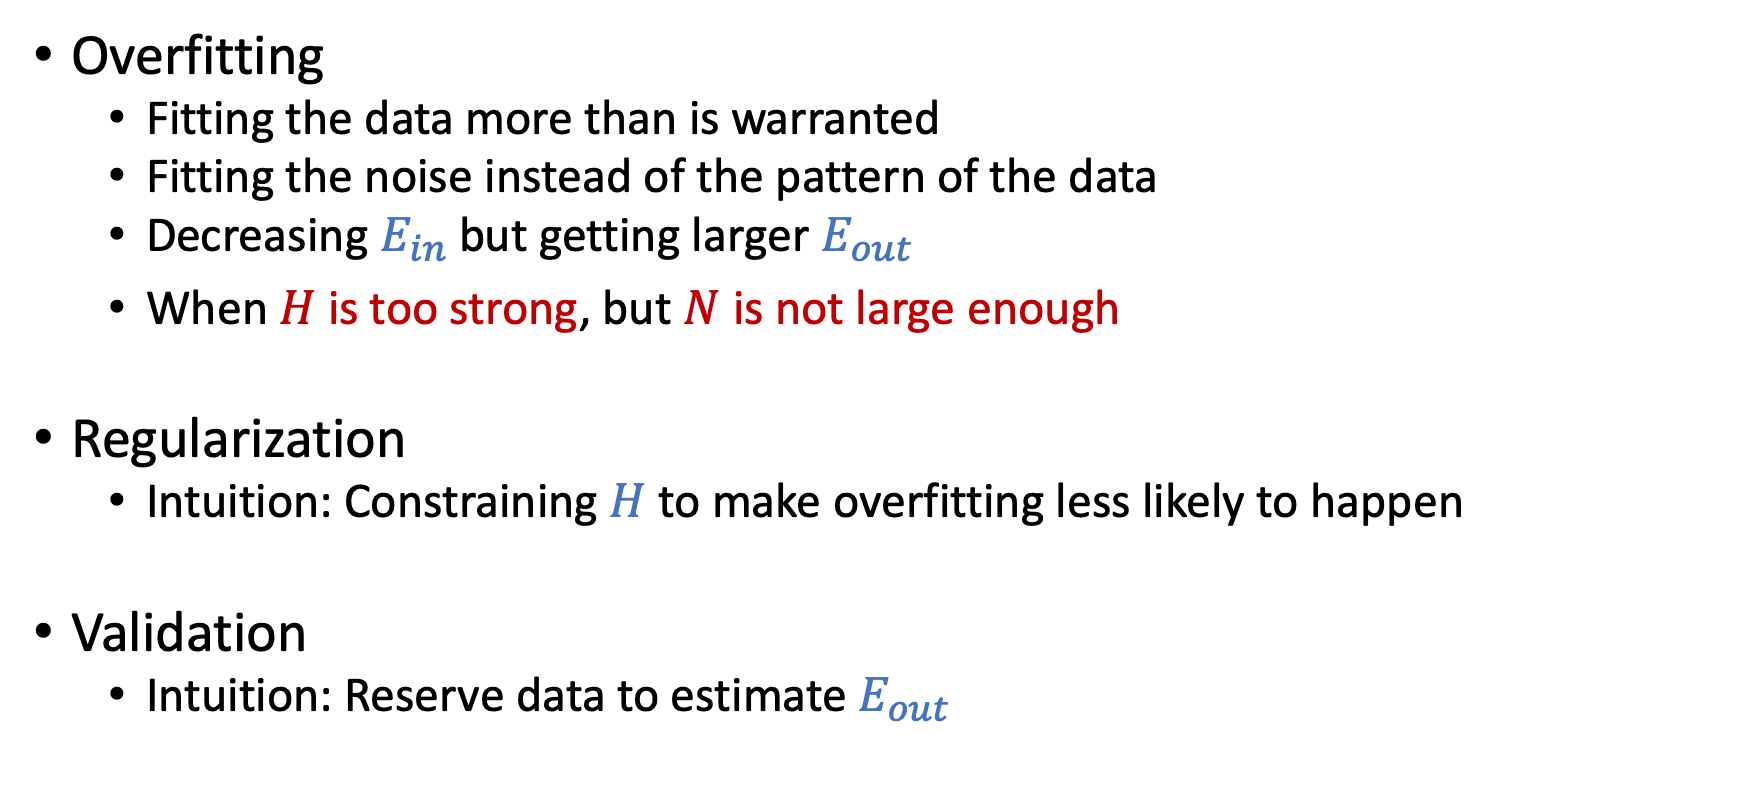 • Overfitting
• Fitting the data more than is warranted
• Fitting the noise instead of the pattern of the data
• Decreasing E_in but getting larger E_out
• When H is too strong, but N is not large enough
• Regularization
• Intuition: Constraining H to make overfitting less likely to happen
• Validation
• Intuition: Reserve data to estimate E_out